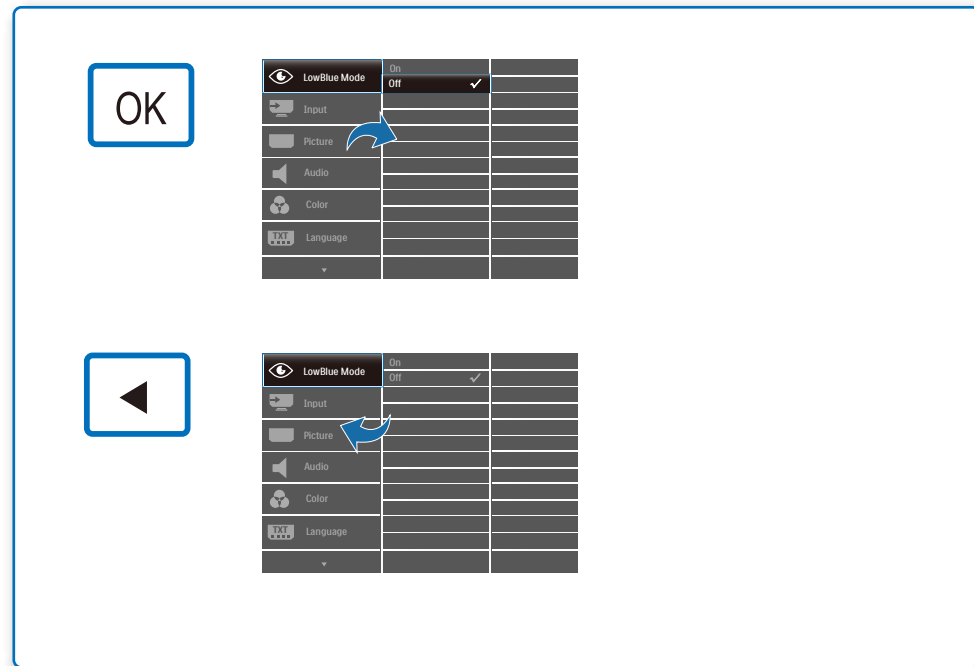 OK
LowBlue Mode
On
Off
Input
Picture
Audio
Color
TXT
Language
LowBlue Mode
On
Off
Input
Picture
Audio
Color
TXT
Language